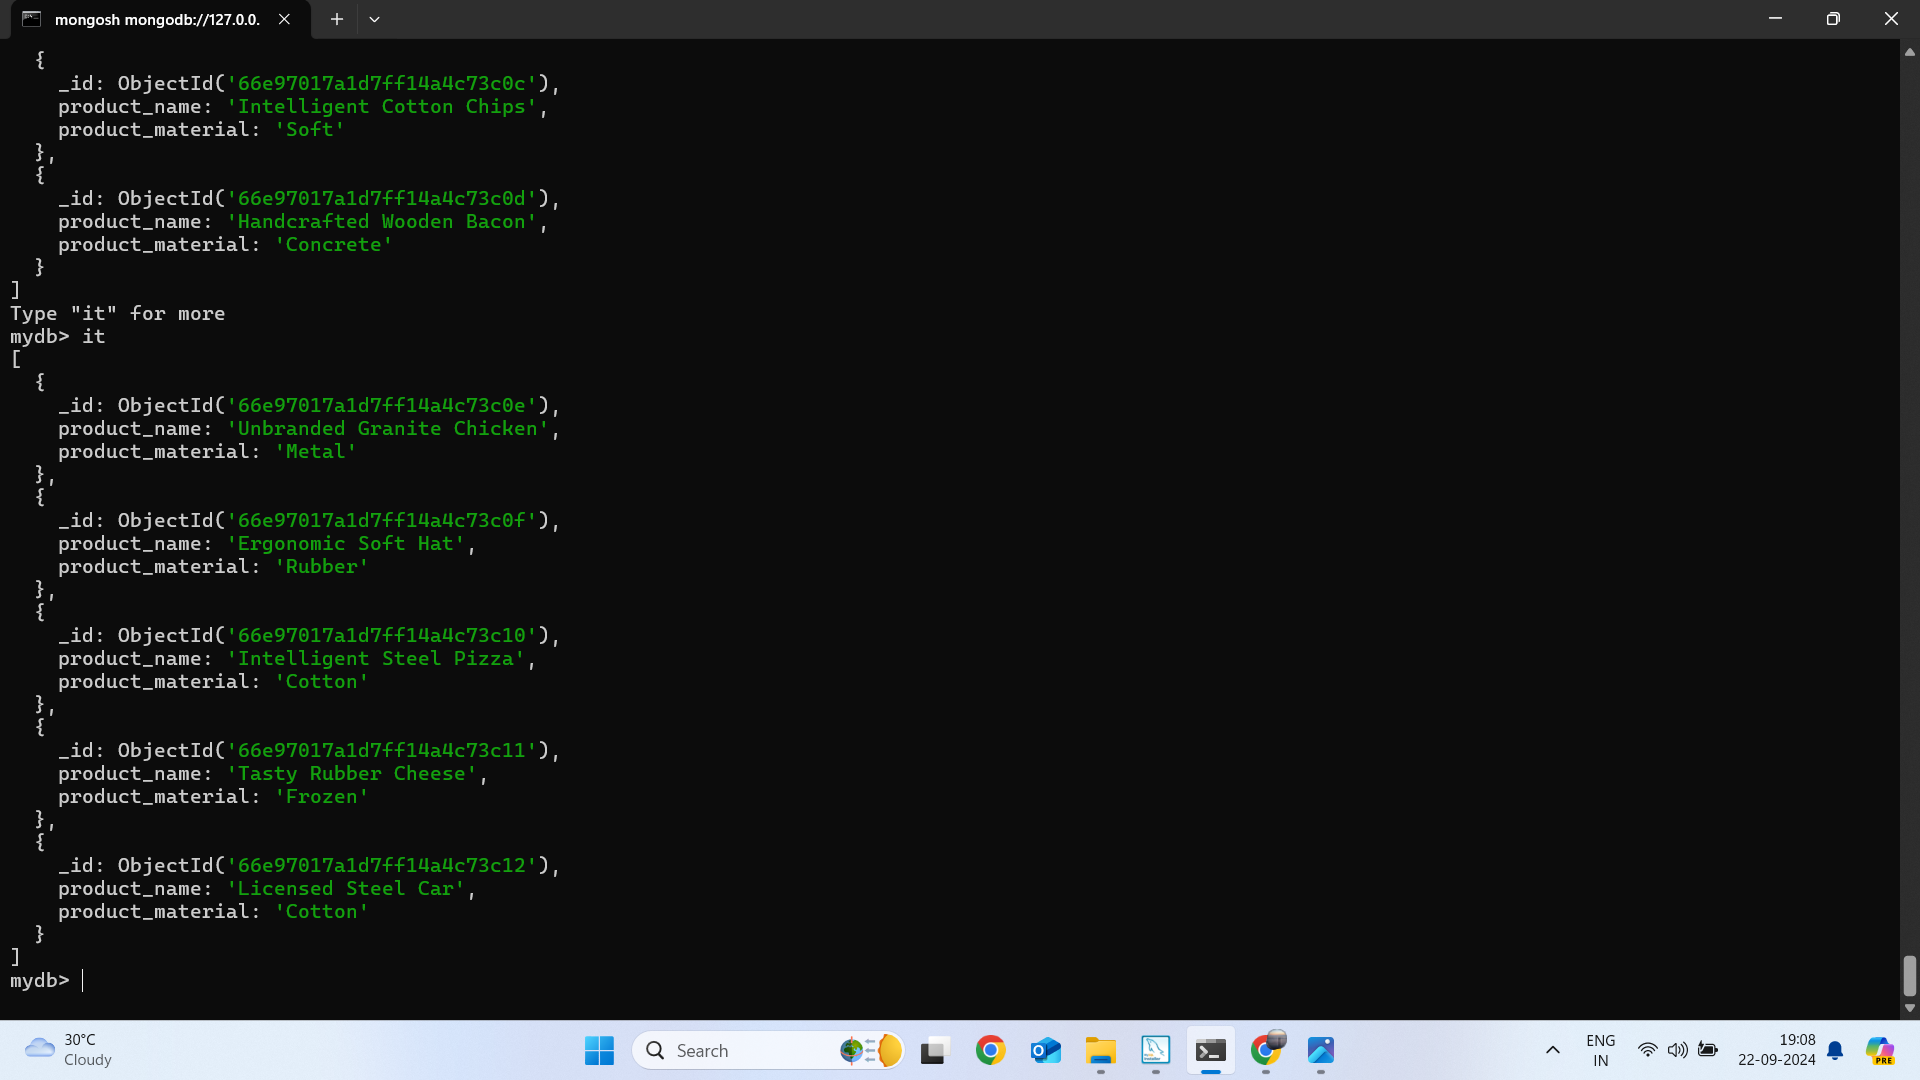 mongosh mongodb://127.0.0.
{
_id: ObjectId('66e97017a1d7ff14a4c73c0c'),
product_name: 'Intelligent Cotton Chips',
product_material: 'Soft'
},
{
_id: ObjectId('66e97017a1d7ff14a4c73c0d'),
product_name: 'Handcrafted Wooden Bacon',
product_material: 'Concrete'
}
]
Type "it" for more
mydb> it
[
{
_id: ObjectId('66e97017a1d7ff14a4c73c0e'),
product_name: 'Unbranded Granite Chicken',
product_material: 'Metal'
},
{
_id: ObjectId('66e97017a1d7ff14a4c73c0f'),
product_name: 'Ergonomic Soft Hat',
product_material: 'Rubber'
},
{
_id: ObjectId('66e97017a1d7ff14a4c73c10'),
product_name: 'Intelligent Steel Pizza',
product_material: 'Cotton'
},
{
_id: ObjectId('66e97017a1d7ff14a4c73c11'),
product_name: 'Tasty Rubber Cheese',
product_material: 'Frozen'
},
{
_id: ObjectId('66e97017a1d7ff14a4c73c12'),
product_name: 'Licensed Steel Car',
product_material: 'Cotton'
}
]
mydb>
30°C
Cloudy
Search
ENG
IN
19:08
22-09-2024
PRE